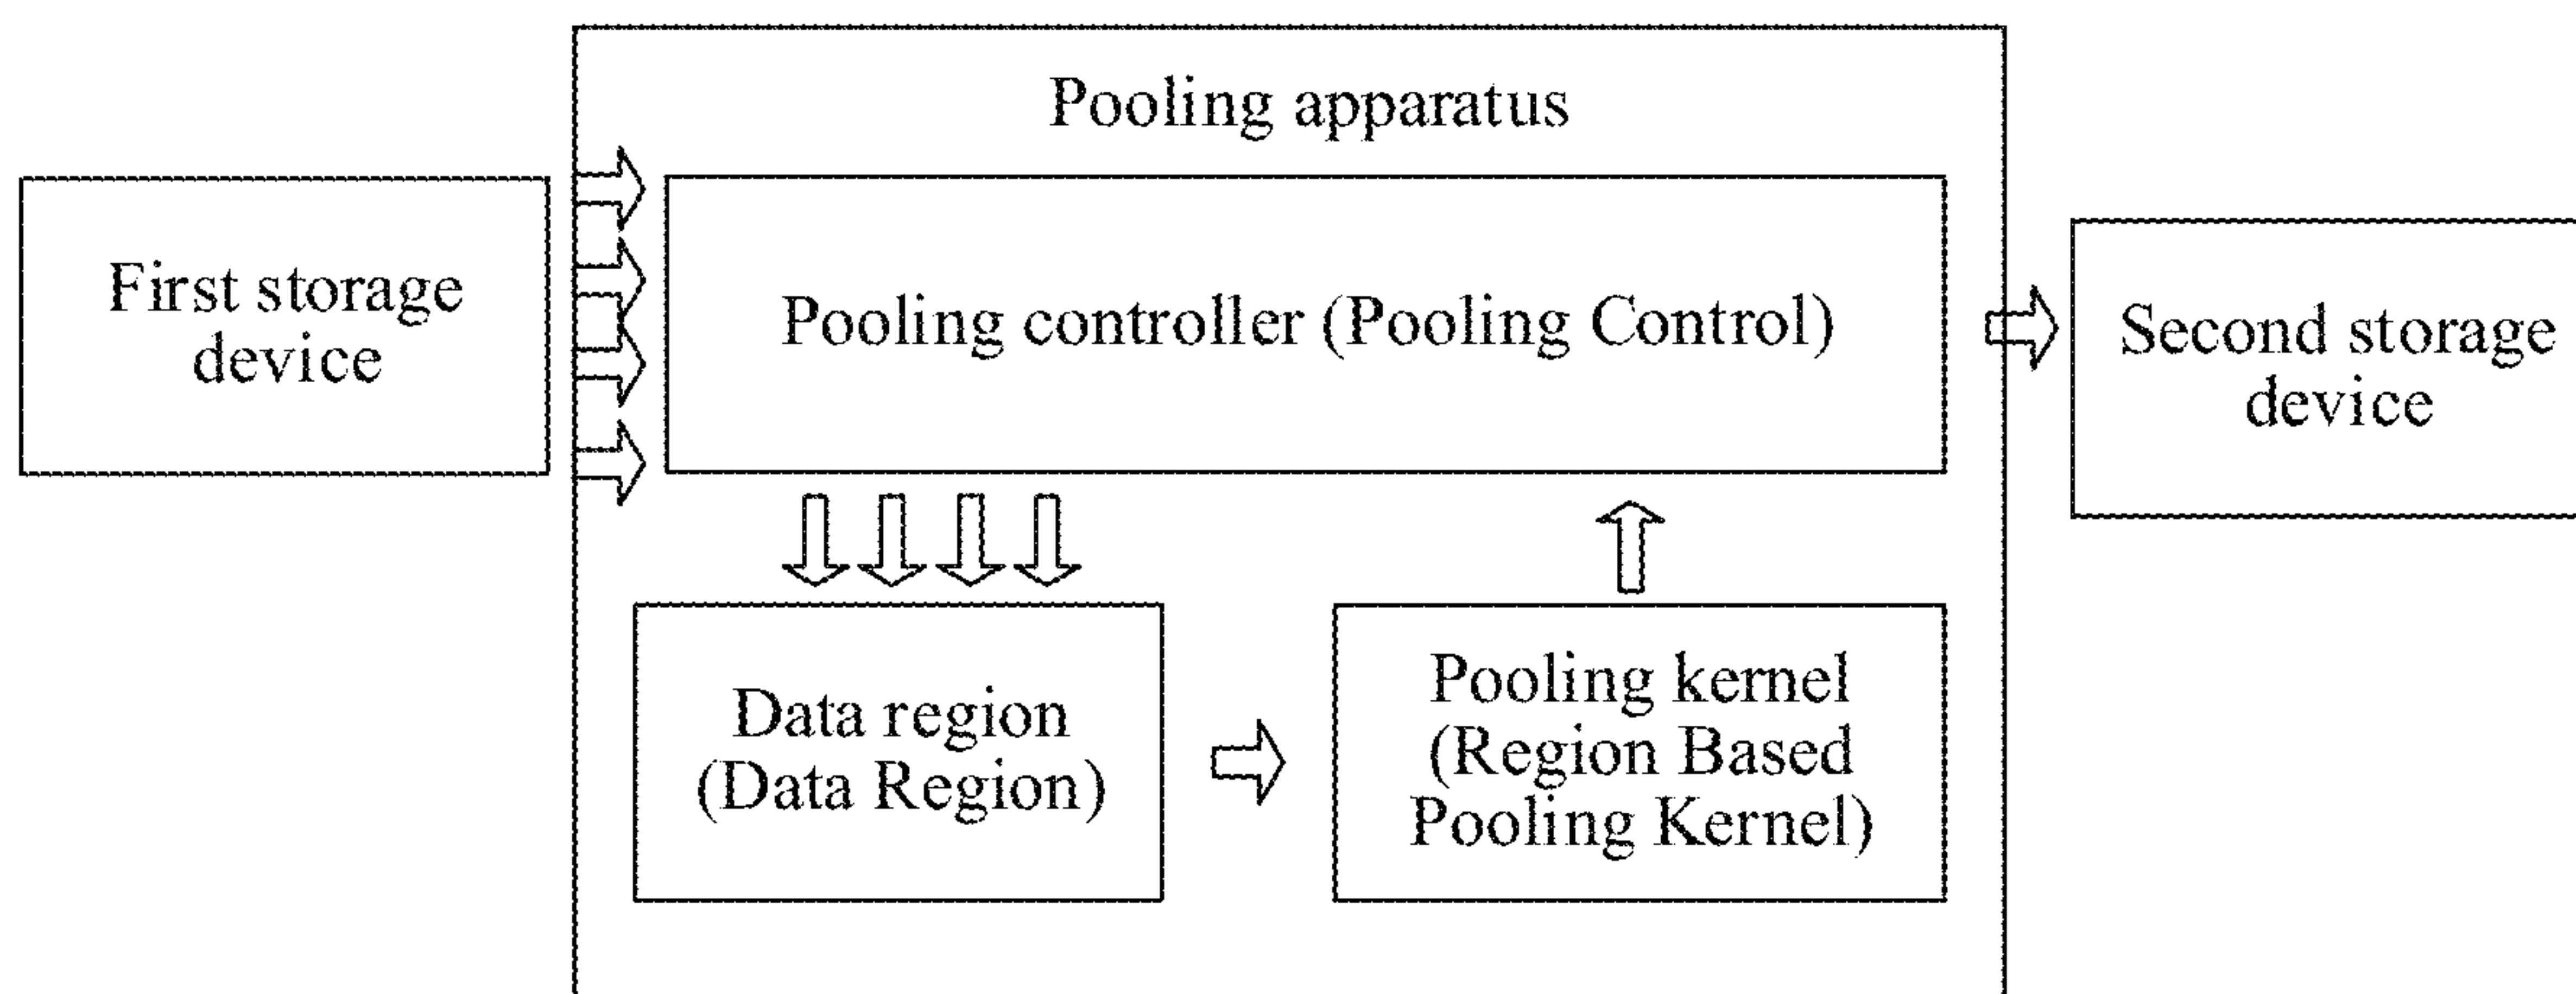 Pooling apparatus
First storage
device
Pooling controller (Pooling Control)
Second storage
device
Data region
(Data Region)
Pooling kernel
(Region Based
Pooling Kernel)